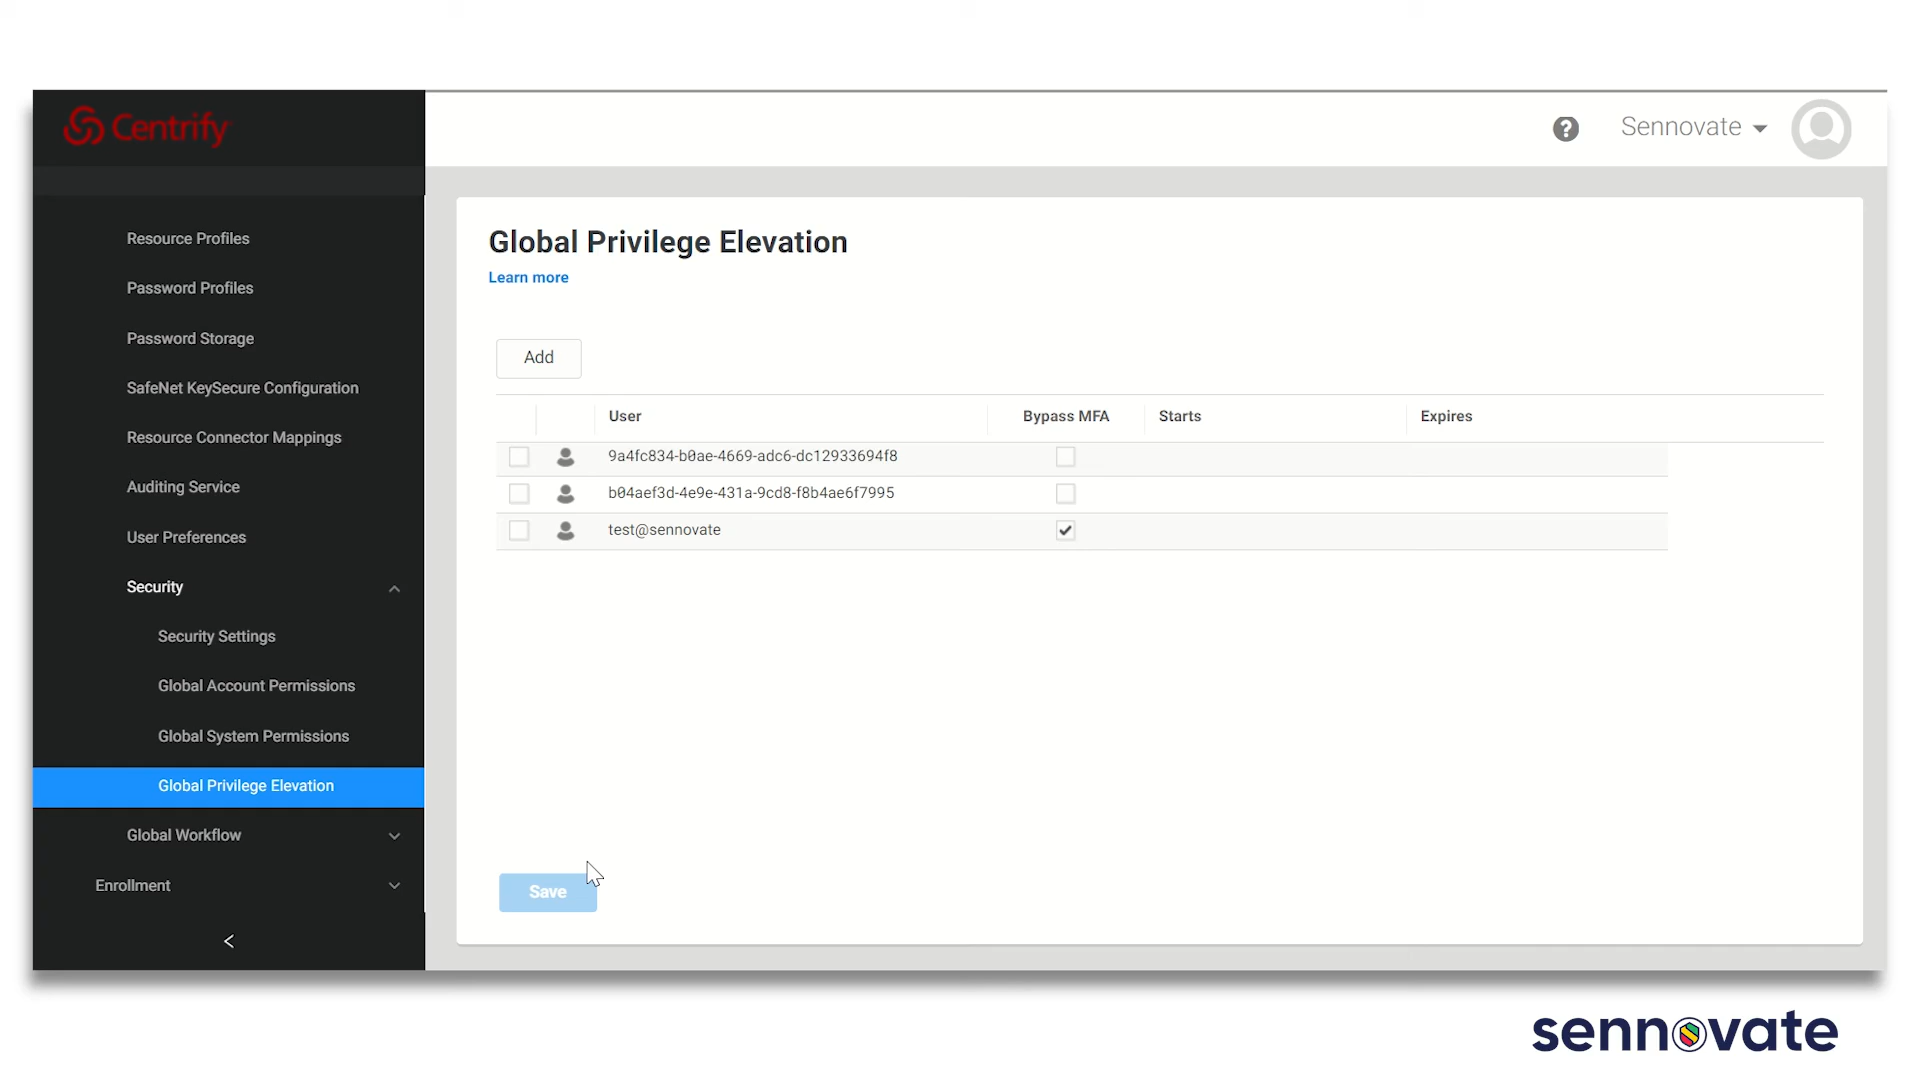 Centrify
Sennovate
Resource Profiles
Password Profiles
Password Storage
SafeNet KeySecure Configuration
Resource Connector Mappings
Auditing Service
User Preferences
Security
Security Settings
Global Account Permissions
Global System Permissions
Global Privilege Elevation
Global Workflow
Enrollment
Global Privilege Elevation
Learn more
Add
User Bypass MFA Starts Expires
9a4fc834-b0ae-4669-adc6-dc12933694f8
b04aef3d-4e9e-431a-9cd8-f8b4ae6f7995
test@sennovate
Save
sennovate